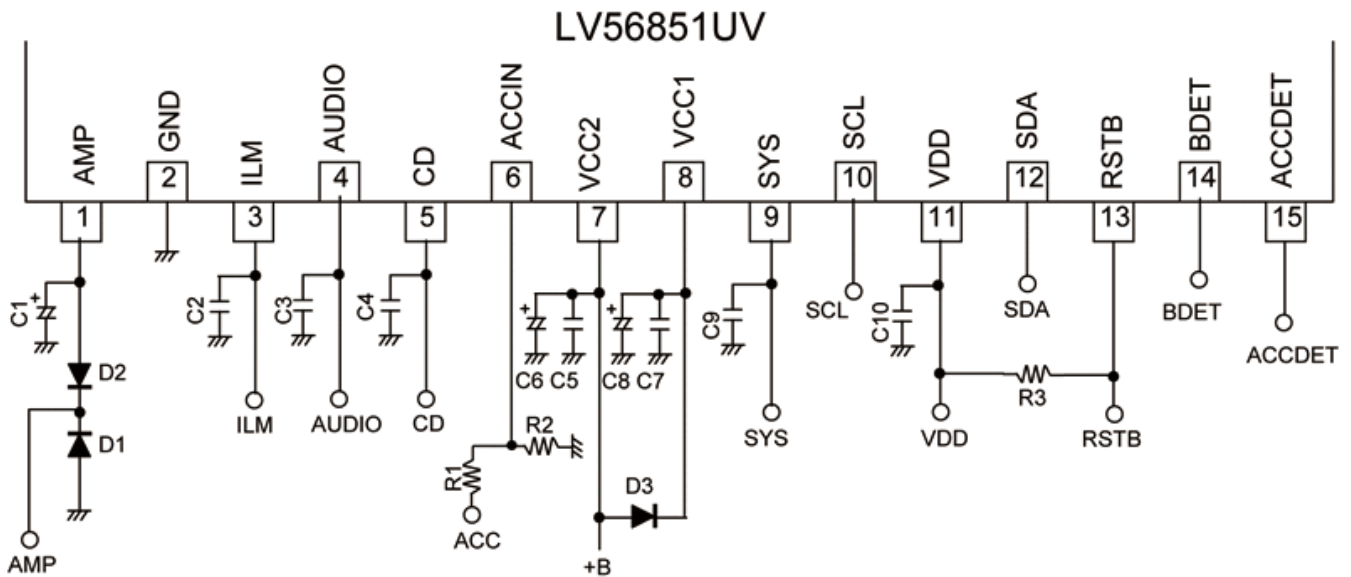 LV56851UV
AMP
GND
ILM
AUDIO
CD
ACCIN
VCC2
VCC1
SYS
SCL
VDD
SDA
RSTB
BDET
ACCDET
1
2
3
4
5
6
7
8
9
10
11
12
13
14
15
C1
+
C2
C3
C4
+
C6
C5
+
C8
C7
C9
C10
SCL
SDA
BDET
ACCDET
D2
D1
ILM
AUDIO
CD
R2
R1
ACC
D3
+B
SYS
R3
VDD
RSTB
AMP